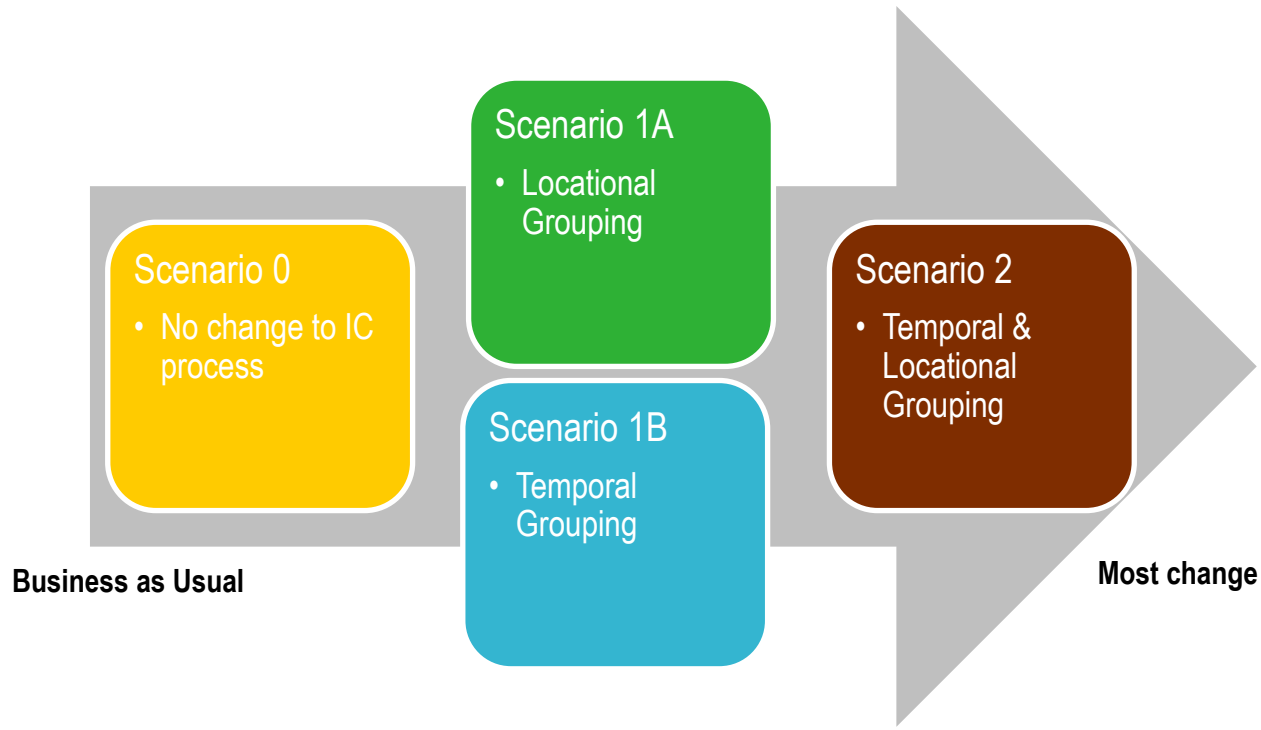 Scenario 0
• No change to IC
process
Scenario 1A
• Locational
Grouping
Scenario 1B
• Temporal
Grouping
Scenario 2
• Temporal &
Locational
Grouping
Business as Usual
Most change